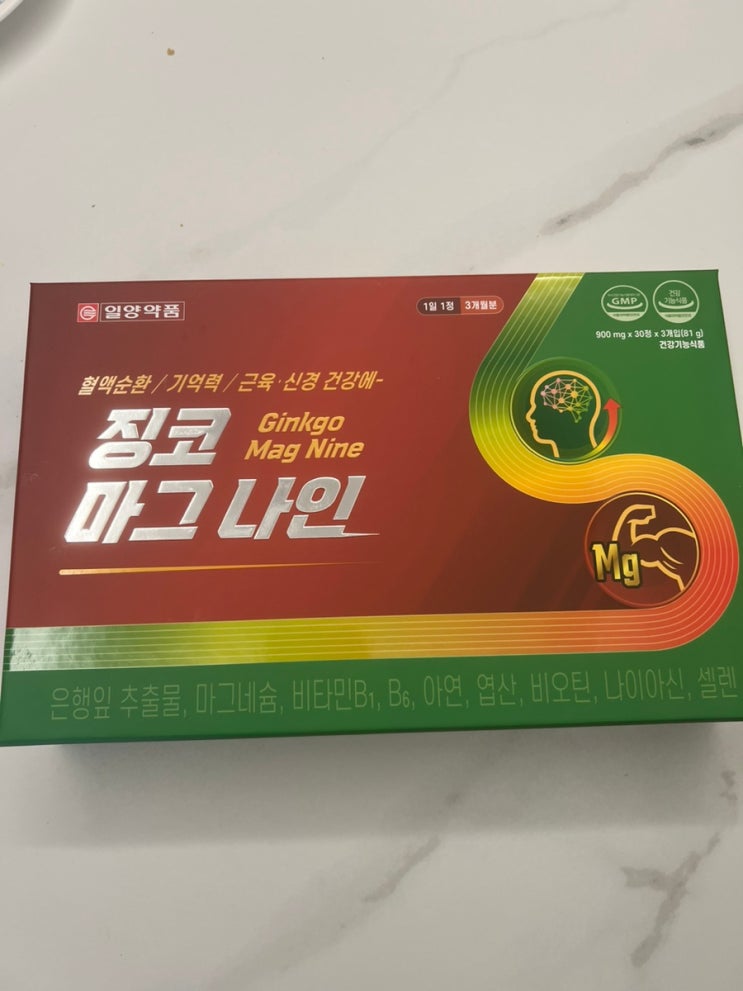 일양약품
1일 1정 3개월분
GMP
건강
기능식품
900 mg x 30정 x 3개입(81 g)
건강기능식품
혈액순환 / 기억력 / 근육·신경 건강에-
징코
Ginkgo
Mag Nine
마그 나인
Mg
은행잎 추출물, 마그네슘, 비타민B₁, B₆, 아연, 엽산, 비오틴, 나이아신, 셀렌